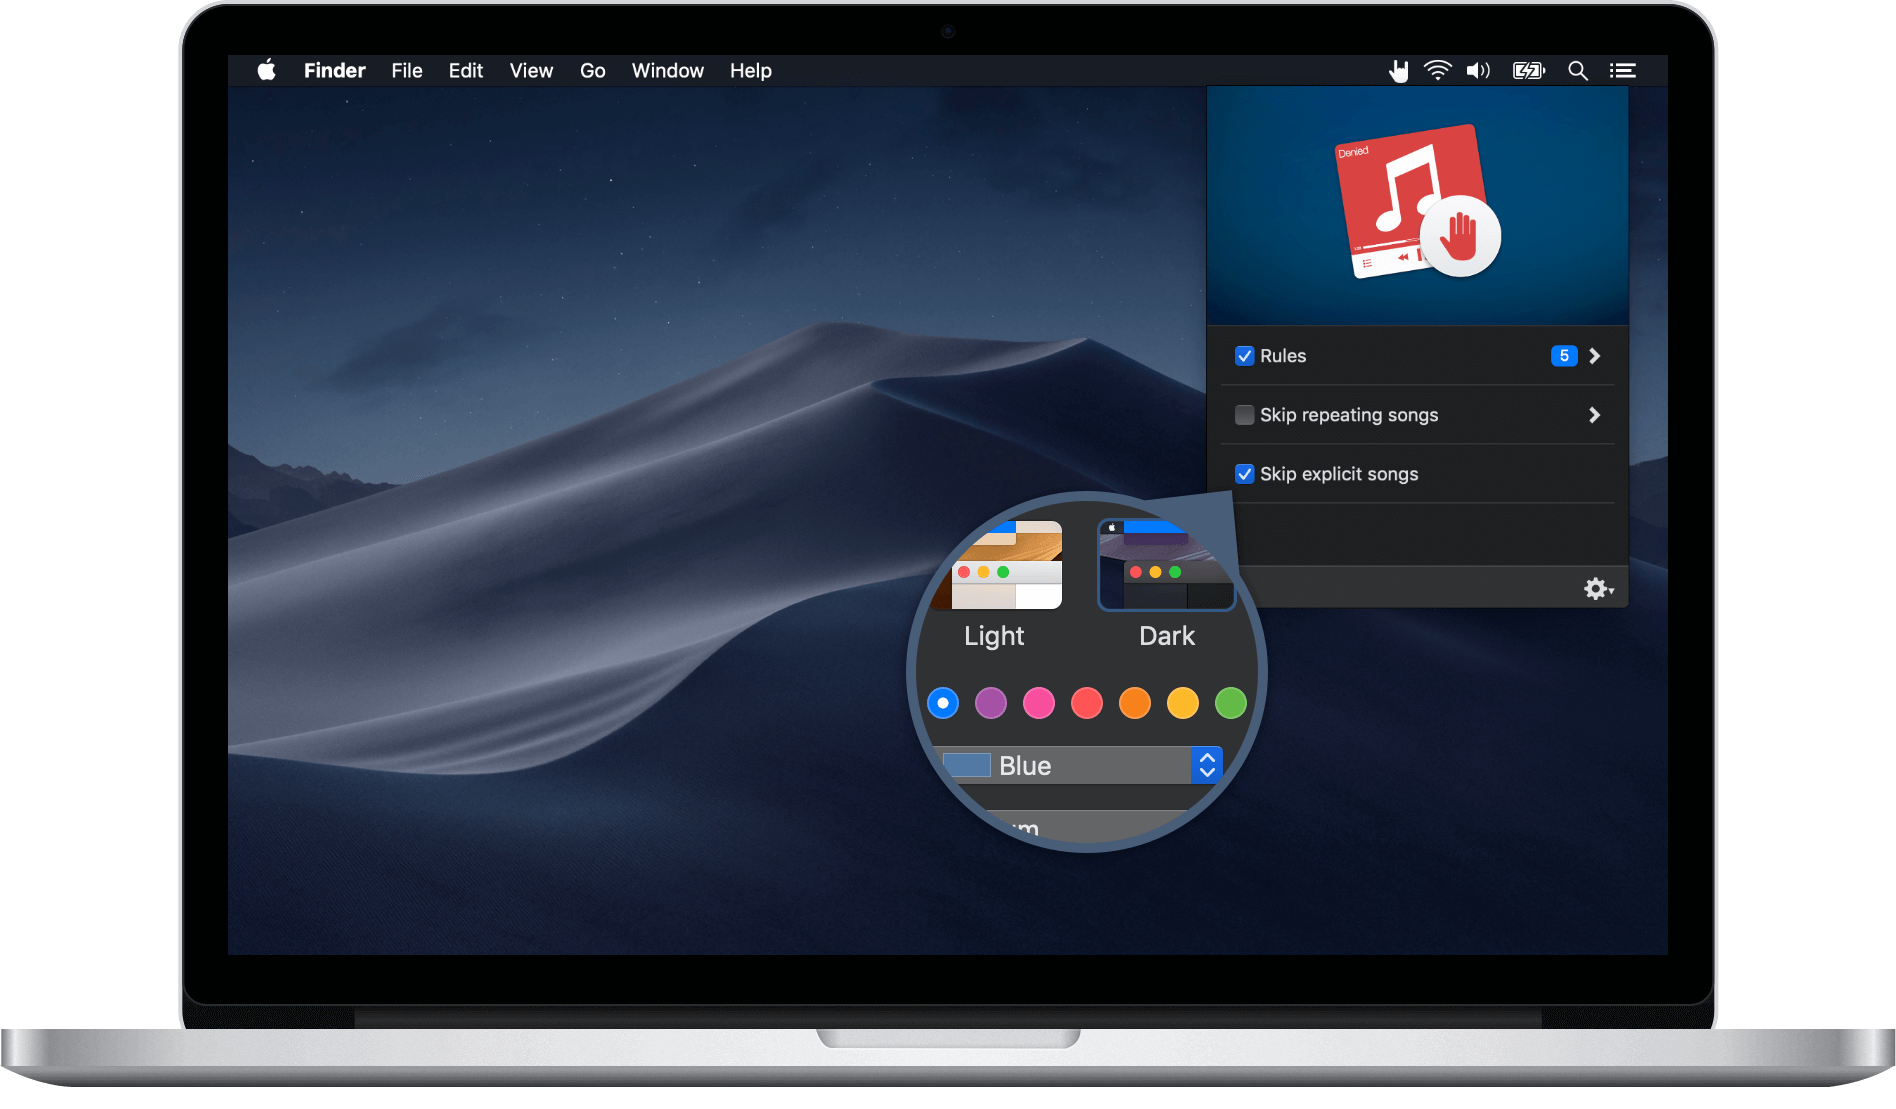 Finder File Edit View Go Window Help
Denied
Rules 5
Skip repeating songs
Skip explicit songs
Light Dark
Blue